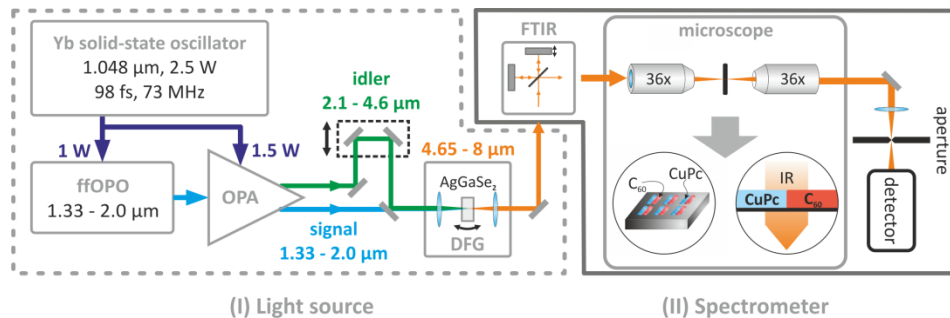 Yb solid-state oscillator
1.048 µm, 2.5 W
98 fs, 73 MHz
1 W
1.5 W
ffOPO
1.33 - 2.0 µm
OPA
idler
2.1 - 4.6 µm
signal
1.33 - 2.0 µm
4.65 - 8 µm
AgGaSe₂
DFG
(I) Light source
FTIR
microscope
36x
36x
C₆₀
CuPc
IR
CuPc
C₆₀
aperture
detector
(II) Spectrometer